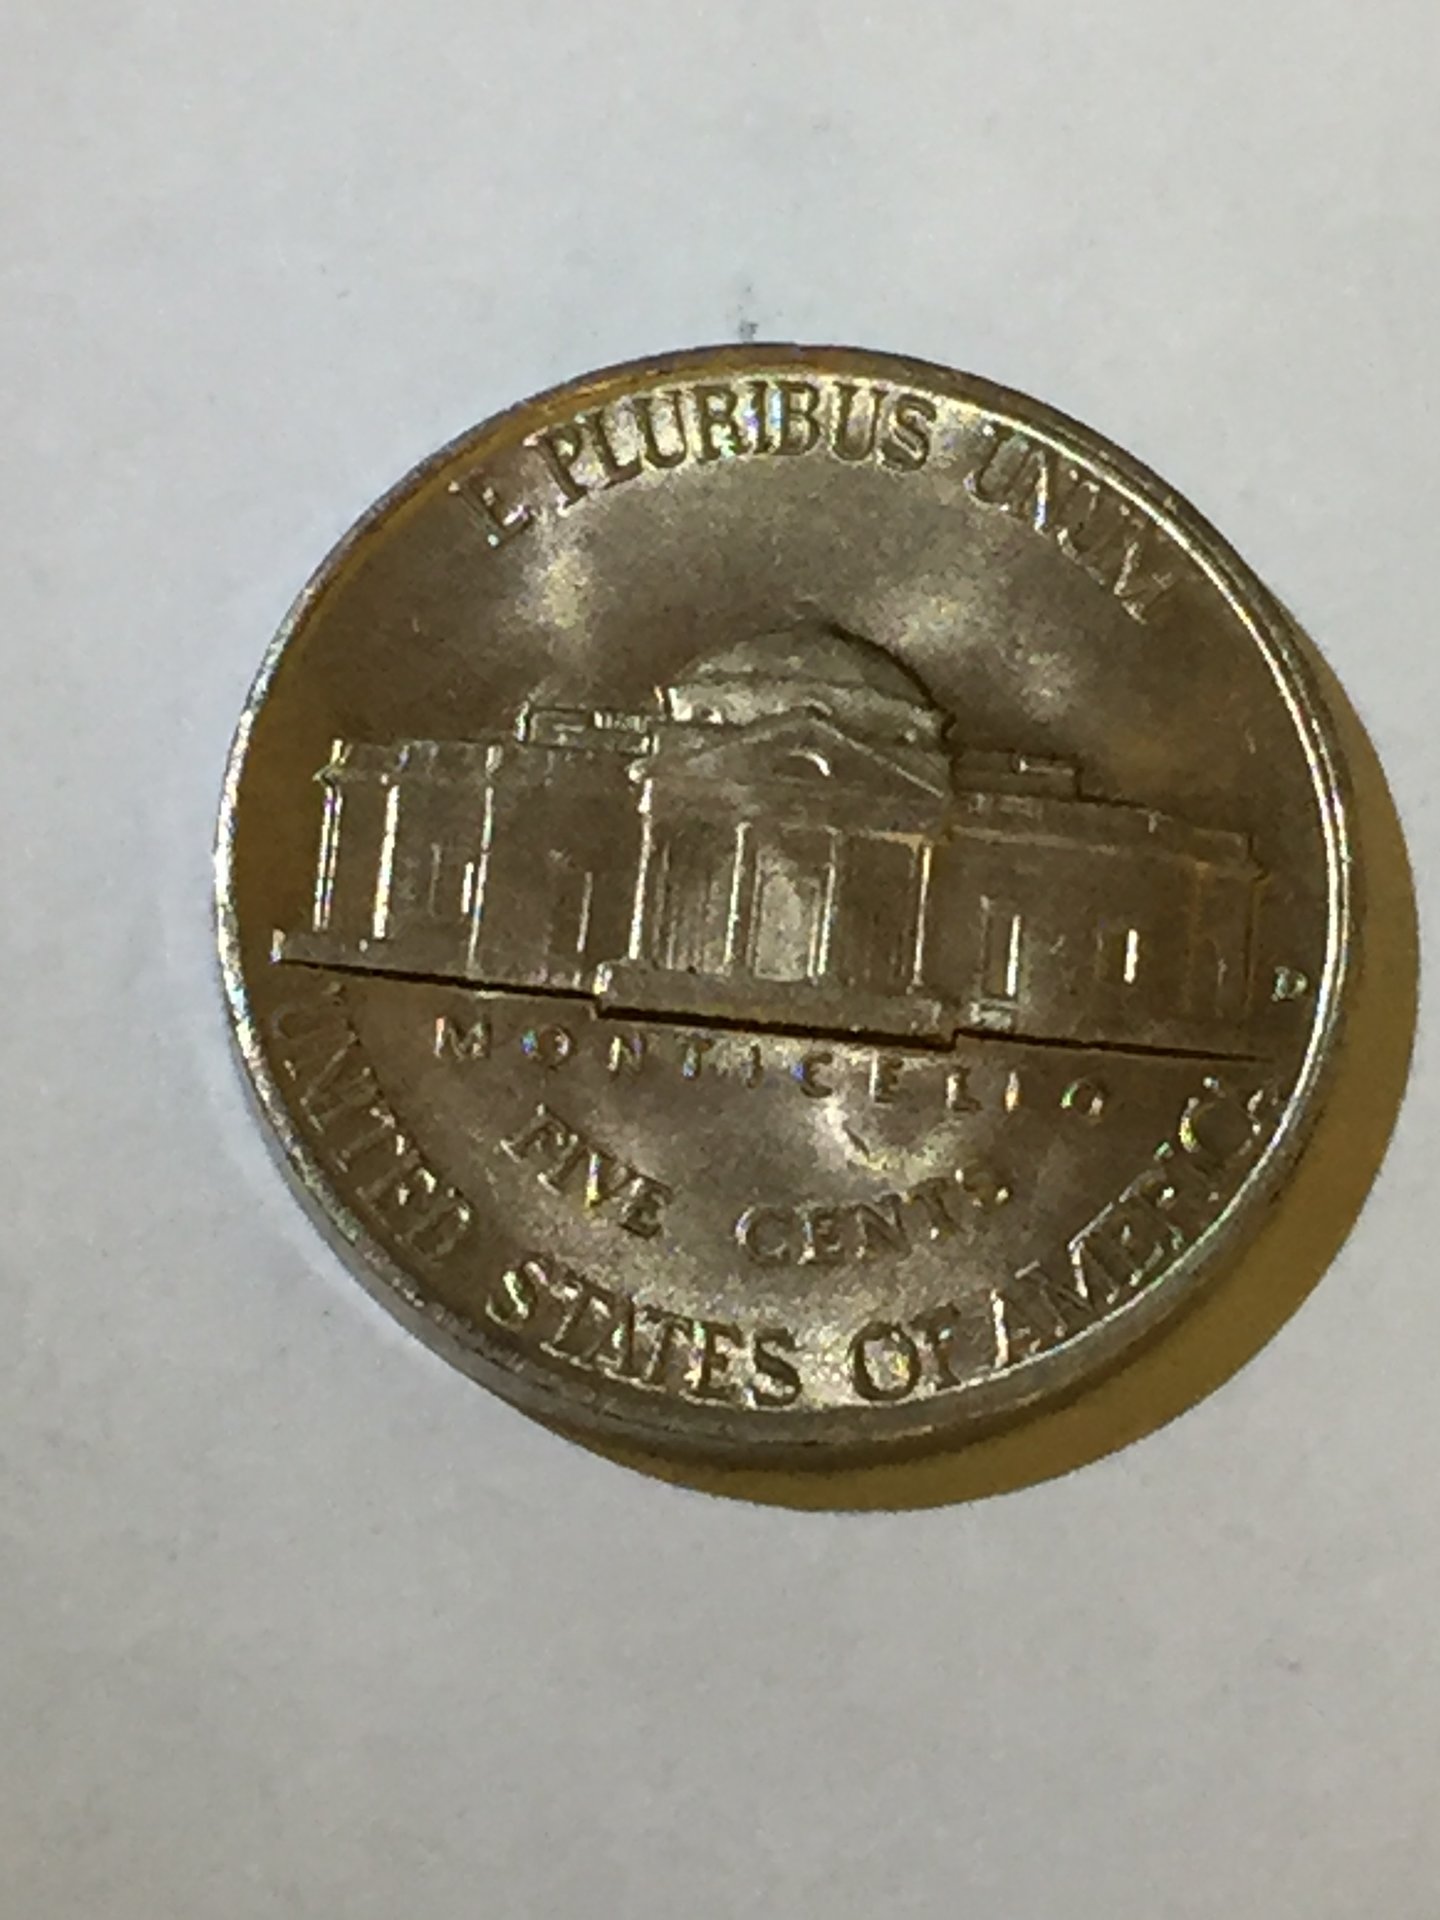 E PLURIBUS UNUM
D
MONTICELLO
FIVE CENTS
UNITED STATES OF AMERICA